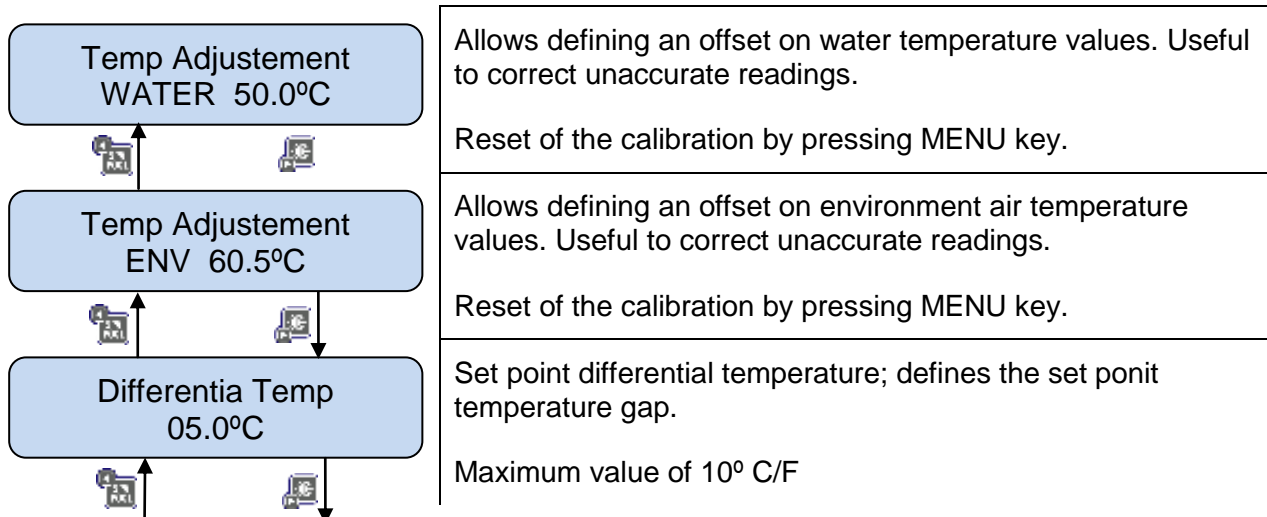 Temp Adjustement
WATER 50.0ºC
Allows defining an offset on water temperature values. Useful
to correct unaccurate readings.
Reset of the calibration by pressing MENU key.
Temp Adjustement
ENV 60.5ºC
Allows defining an offset on environment air temperature
values. Useful to correct unaccurate readings.
Reset of the calibration by pressing MENU key.
Differentia Temp
05.0ºC
Set point differential temperature; defines the set ponit
temperature gap.
Maximum value of 10º C/F